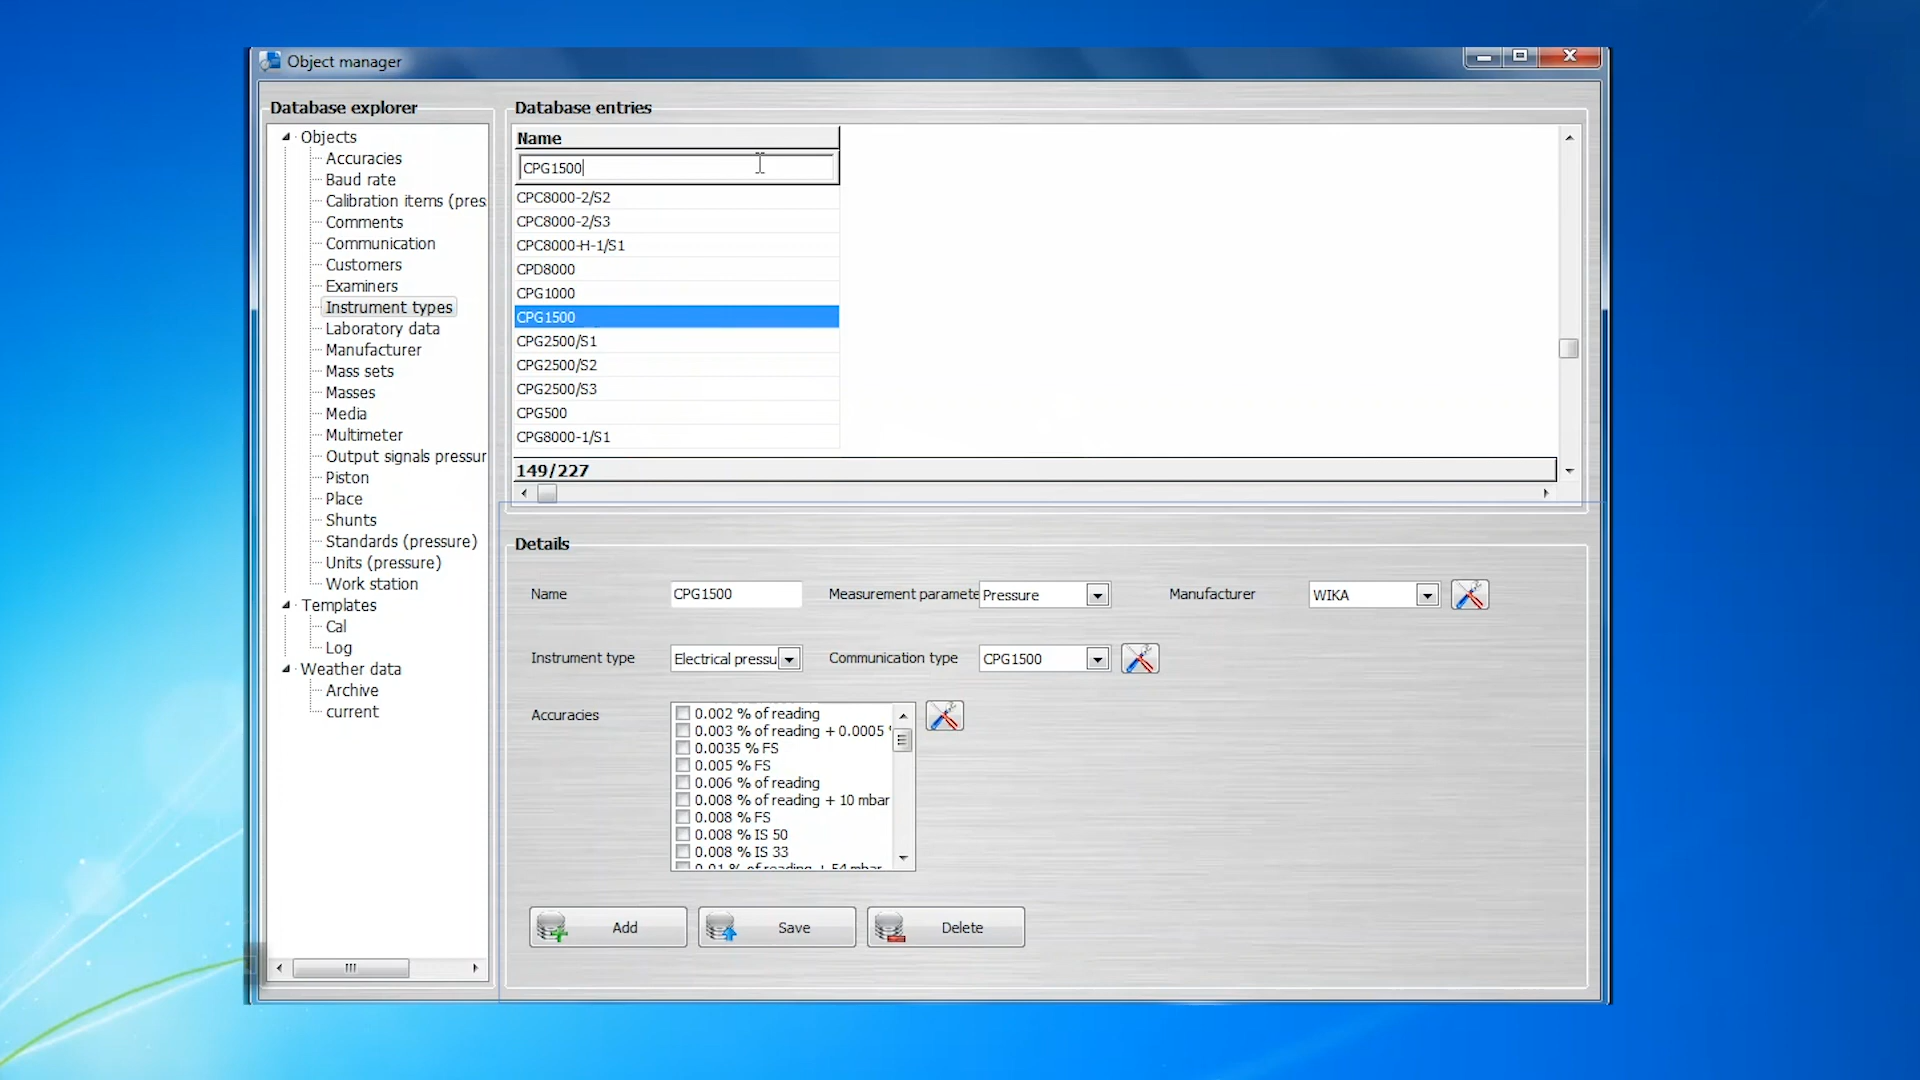 Object manager
Database explorer
Objects
Accuracies
Baud rate
Calibration items (pres
Comments
Communication
Customers
Examiners
Instrument types
Laboratory data
Manufacturer
Mass sets
Masses
Media
Multimeter
Output signals pressur
Piston
Place
Shunts
Standards (pressure)
Units (pressure)
Work station
Templates
Cal
Log
Weather data
Archive
current
Database entries
Name
CPG1500
CPC8000-2/S2
CPC8000-2/S3
CPC8000-H-1/S1
CPD8000
CPG1000
CPG1500
CPG2500/S1
CPG2500/S2
CPG2500/S3
CPG500
CPG8000-1/S1
149/227
Details
Name CPG1500 Measurement paramete Pressure Manufacturer WIKA
Instrument type Electrical pressu Communication type CPG1500
Accuracies
0.002 % of reading
0.003 % of reading + 0.0005
0.0035 % FS
0.005 % FS
0.006 % of reading
0.008 % of reading + 10 mbar
0.008 % FS
0.008 % IS 50
0.008 % IS 33
0.01 % of reading + 54 mbar
Add Save Delete